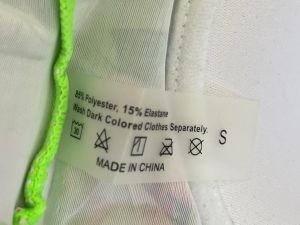 85% Polyester, 15% Elastane
Wash Dark Colored Clothes Separately.
30
S
MADE IN CHINA